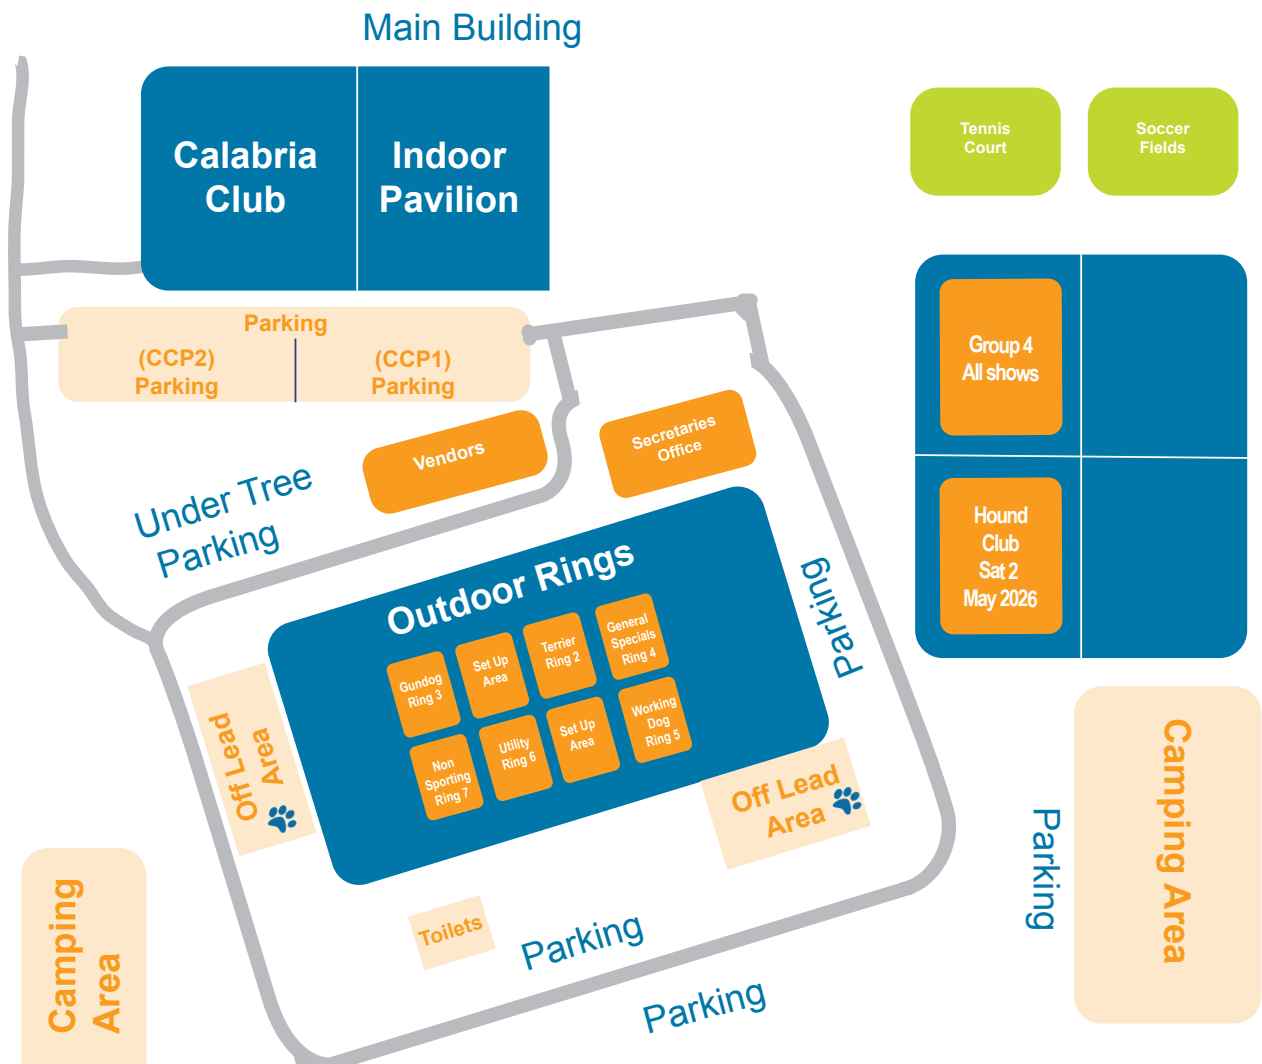 Main Building
Calabria
Club
Indoor
Pavilion
Tennis
Court
Soccer
Fields
Parking
(CCP2)
Parking
(CCP1)
Parking
Group 4
All shows
Vendors
Secretaries
Office
Under Tree
Parking
Hound
Club
Sat 2
May 2026
Outdoor Rings
Parking
Gundog
Ring 3
Set Up
Area
Terrier
Ring 2
General
Specials
Ring 4
Non
Sporting
Ring 7
Utility
Ring 6
Set Up
Area
Working
Dog
Ring 5
Off Lead
Area
Off Lead
Area
Camping Area
Parking
Camping
Area
Toilets
Parking
Parking